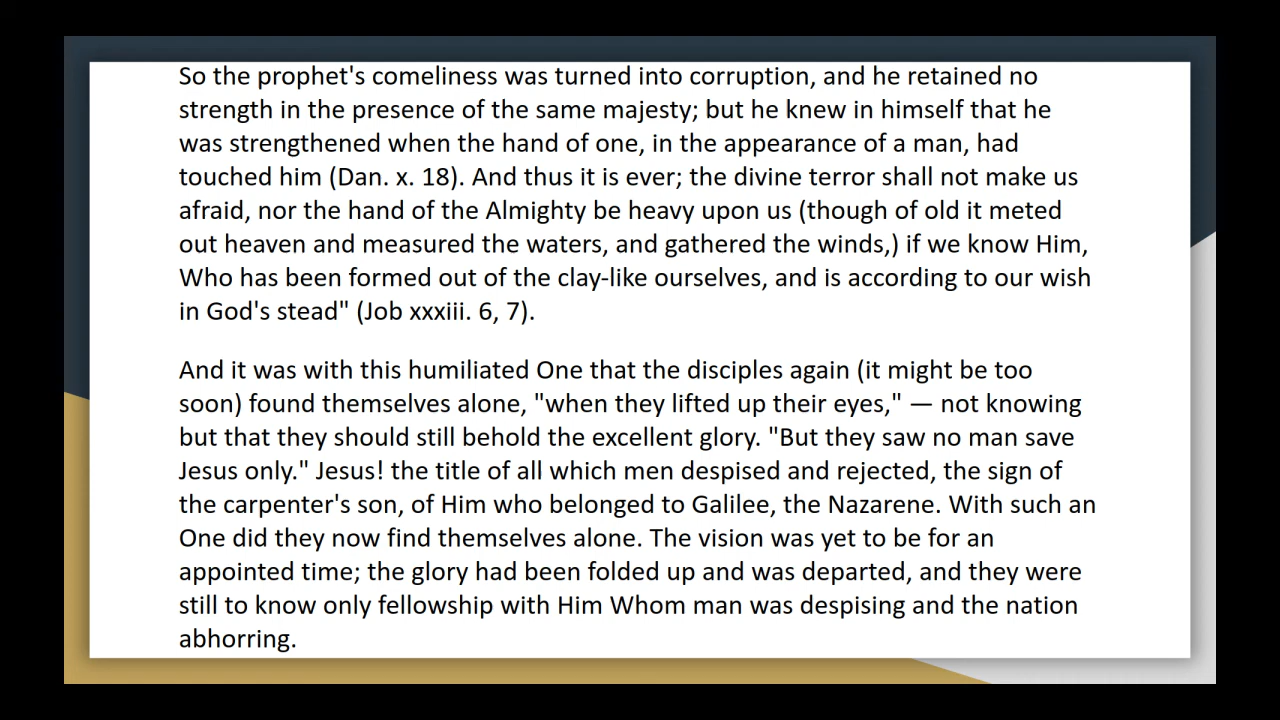 So the prophet's comeliness was turned into corruption, and he retained no
strength in the presence of the same majesty; but he knew in himself that he
was strengthened when the hand of one, in the appearance of a man, had
touched him (Dan. x. 18). And thus it is ever; the divine terror shall not make us
afraid, nor the hand of the Almighty be heavy upon us (though of old it meted
out heaven and measured the waters, and gathered the winds,) if we know Him,
Who has been formed out of the clay-like ourselves, and is according to our wish
in God's stead" (Job xxxiii. 6, 7).
And it was with this humiliated One that the disciples again (it might be too
soon) found themselves alone, "when they lifted up their eyes," — not knowing
but that they should still behold the excellent glory. "But they saw no man save
Jesus only." Jesus! the title of all which men despised and rejected, the sign of
the carpenter's son, of Him who belonged to Galilee, the Nazarene. With such an
One did they now find themselves alone. The vision was yet to be for an
appointed time; the glory had been folded up and was departed, and they were
still to know only fellowship with Him Whom man was despising and the nation
abhorring.